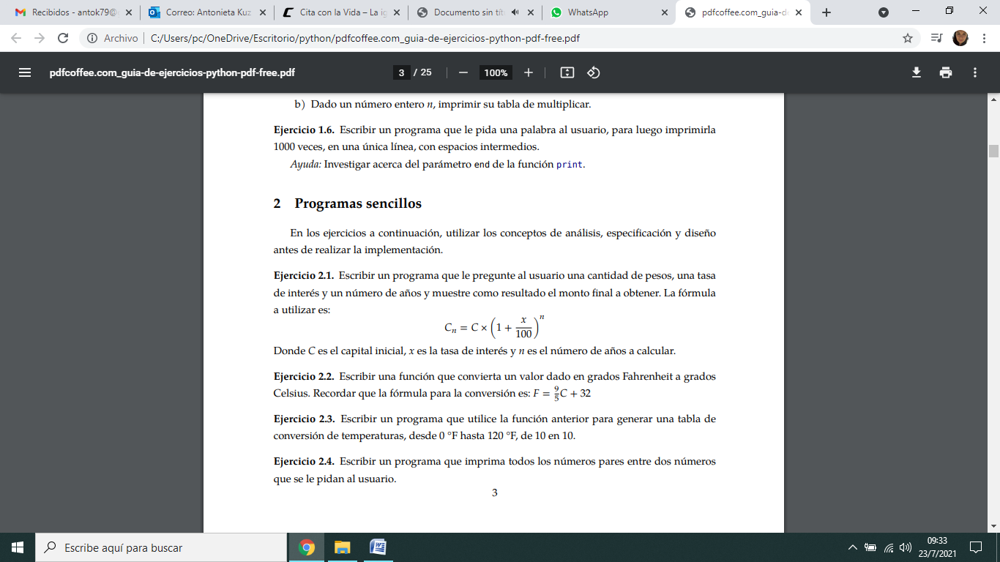 Recibidos - antok79@
Correo: Antonieta Kuz
Cita con la Vida – La ig
Documento sin tít
WhatsApp
pdfcoffee.com_guia-d
Archivo | C:/Users/pc/OneDrive/Escritorio/python/pdfcoffee.com_guia-de-ejercicios-python-pdf-free.pdf
pdfcoffee.com_guia-de-ejercicios-python-pdf-free.pdf
3 / 25
100%
b) Dado un número entero n, imprimir su tabla de multiplicar.
Ejercicio 1.6. Escribir un programa que le pida una palabra al usuario, para luego imprimirla
1000 veces, en una única línea, con espacios intermedios.
Ayuda: Investigar acerca del parámetro end de la función print.
2 Programas sencillos
En los ejercicios a continuación, utilizar los conceptos de análisis, especificación y diseño
antes de realizar la implementación.
Ejercicio 2.1. Escribir un programa que le pregunte al usuario una cantidad de pesos, una tasa
de interés y un número de años y muestre como resultado el monto final a obtener. La fórmula
a utilizar es:
Cₙ = C × (1 + x/100)ⁿ
Donde C es el capital inicial, x es la tasa de interés y n es el número de años a calcular.
Ejercicio 2.2. Escribir una función que convierta un valor dado en grados Fahrenheit a grados
Celsius. Recordar que la fórmula para la conversión es: F = 9/5 C + 32
Ejercicio 2.3. Escribir un programa que utilice la función anterior para generar una tabla de
conversión de temperaturas, desde 0 °F hasta 120 °F, de 10 en 10.
Ejercicio 2.4. Escribir un programa que imprima todos los números pares entre dos números
que se le pidan al usuario.
3
Escribe aquí para buscar
09:33
23/7/2021